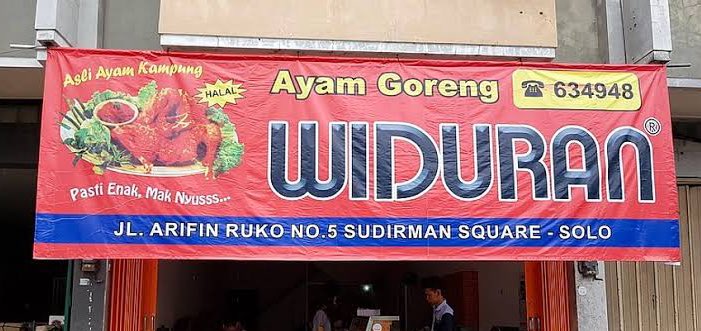 Asli Ayam Kampung
HALAL
Pasti Enak, Mak Nyusss...
Ayam Goreng
☎ 634948
WIDURAN®
JL. ARIFIN RUKO NO.5 SUDIRMAN SQUARE - SOLO